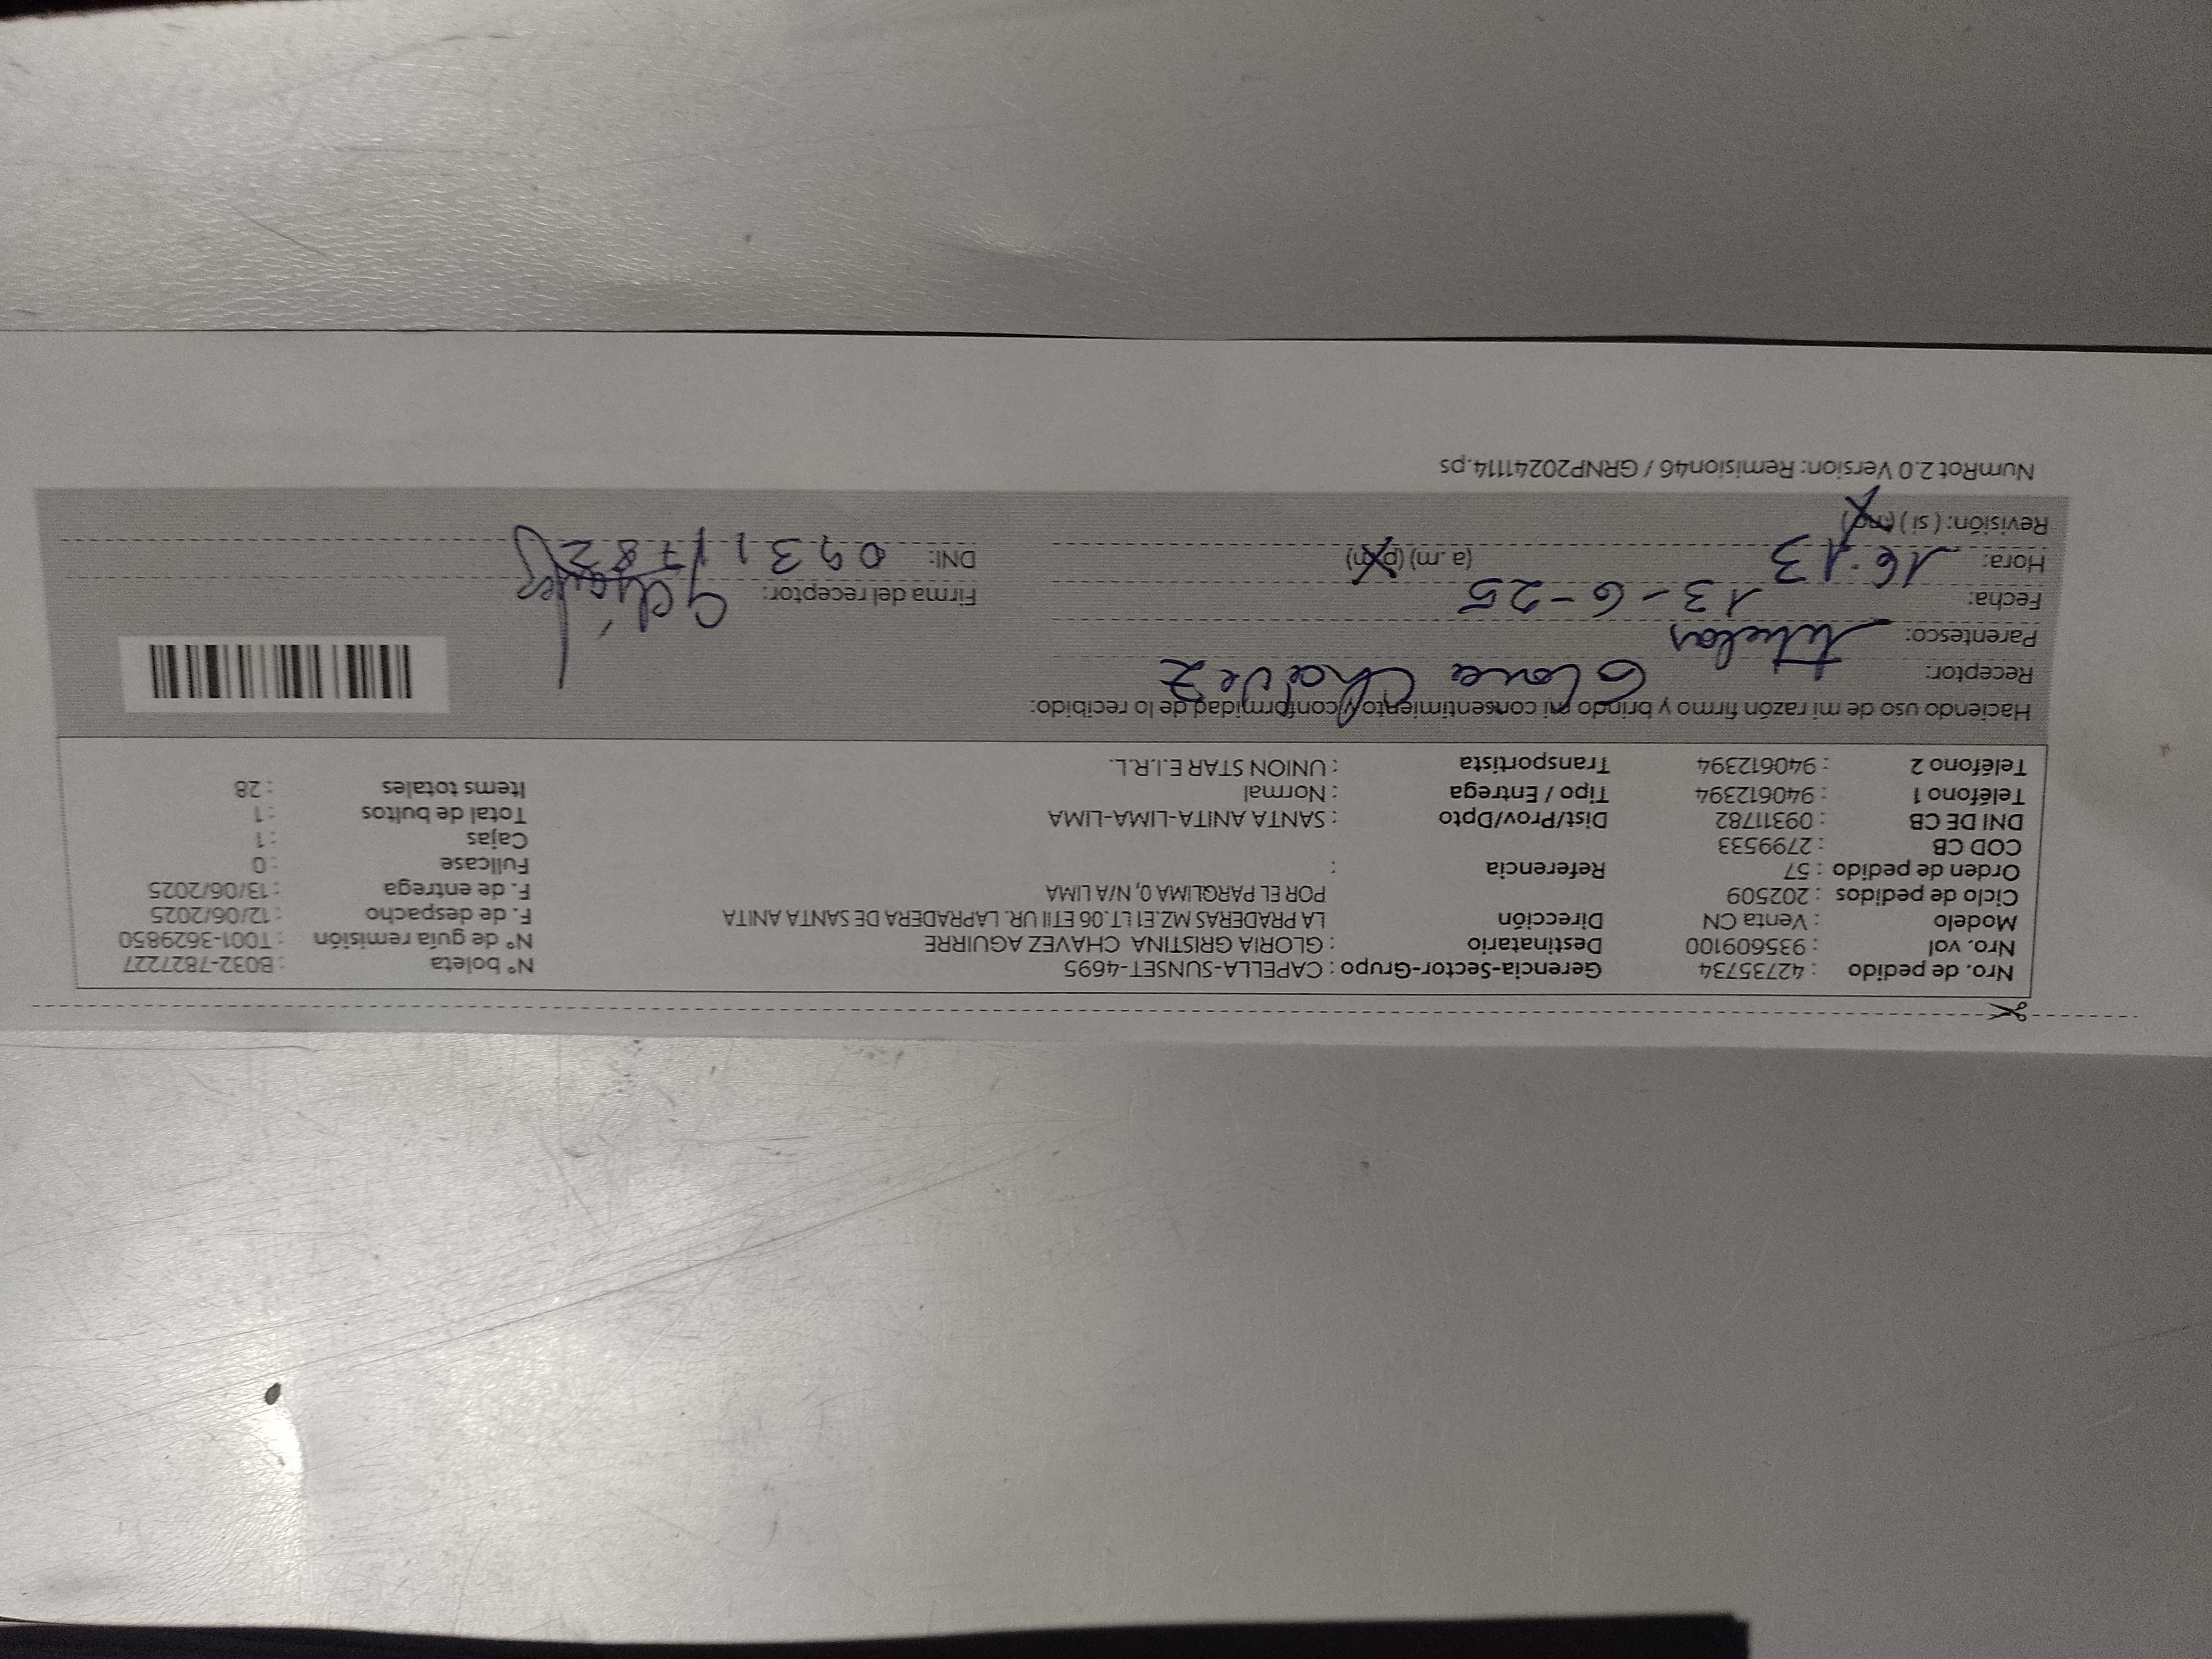 Nro. de pedido : 42735734 Gerencia-Sector-Grupo : CAPELLA-SUNSET-4695 N° boleta : B032-7827227
Nro. vol : 935609100 Destinatario : GLORIA GRISTINA CHAVEZ AGUIRRE N° de guía remisión : T001-3629850
Modelo : Venta CN Dirección LA PRADERAS MZ.E1 LT.06 ETII UR. LAPRADERA DE SANTA ANITA F. de despacho : 12/06/2025
Ciclo de pedidos : 202509 POR EL PARGLIMA 0, N/A LIMA F. de entrega : 13/06/2025
Orden de pedido : 57 Referencia : Fullcase : 0
COD CB : 2799533 Cajas : 1
DNI DE CB : 09311782 Dist/Prov/Dpto : SANTA ANITA-LIMA-LIMA Total de bultos : 1
Teléfono 1 : 940612394 Tipo / Entrega : Normal Items totales : 28
Teléfono 2 : 940612394 Transportista : UNION STAR E.I.R.L.
Haciendo uso de mi razón firmo y brindo mi consentimiento y conformidad de lo recibido:
Receptor: Gloria Chavez
Parentesco: titular
Fecha: 13-6-25 Firma del receptor: GChavez
Hora: 16:13 (a.m) (p.m) DNI: 09311782
Revisión: ( si ) (no)
NumRot 2.0 Version: Remision46 / GRNP20241114.ps